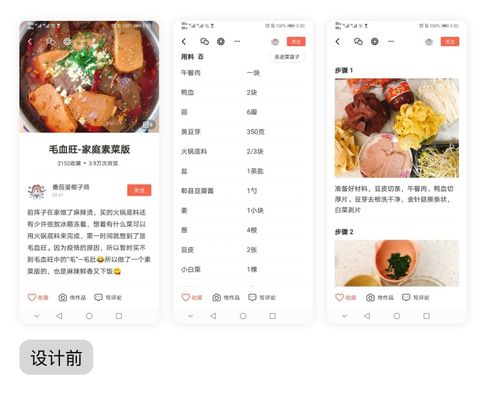 5:30
关注
毛血旺-家庭素菜版
2152收藏 • 3.9万次浏览
番茄蛋椰子鸡
关注
前阵子在家做了麻辣烫，买的火锅底料还
有少许些放冰箱冻着，想看有什么菜可以
用火锅底料来完成，第一时间就想到了是
毛血旺。因为疫情的原因，所以暂时买不
到毛血旺中的“毛”–毛肚😂所以做了一个素
菜版的，也是麻辣鲜香又下饭😋
收藏 传作品 写评论
5:30
关注
用料
丢进菜篮子
午餐肉 一块
鸭血 2块
蒜 6瓣
黄豆芽 350克
火锅底料 2/3块
盐 1茶匙
郫县豆瓣酱 1勺
姜 1小块
葱 4根
豆皮 2张
小白菜 1棵
收藏 传作品 写评论
5:30
关注
步骤 1
准备好材料，豆皮切条，午餐肉、鸭血切
厚片、豆芽去根洗干净，金针菇撕条状，
白菜剥片
步骤 2
收藏 传作品 写评论
设计前